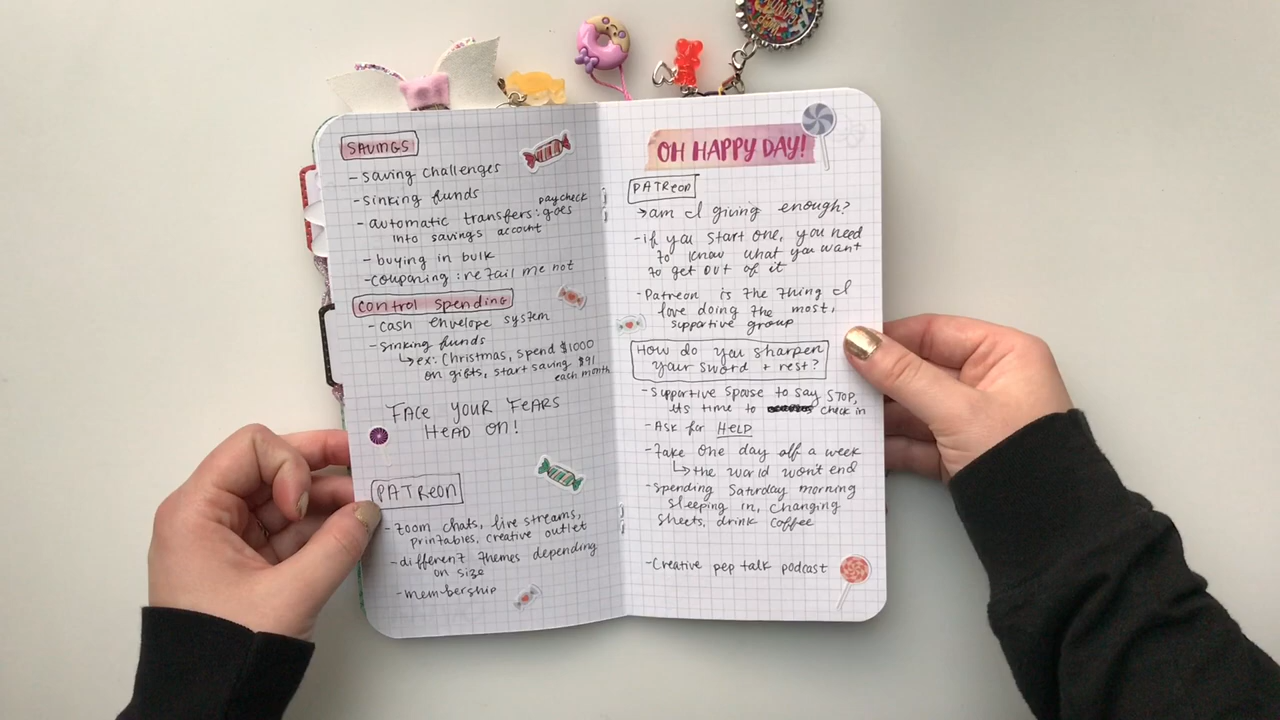 SAVINGS
- saving challenges
- sinking funds
- automatic transfers: paycheck goes
into savings account
- buying in bulk
- couponing: retail me not
control spending
- cash envelope system
- sinking funds
↳ ex: Christmas, spend $1000
on gifts, start saving $91
each month
FACE YOUR FEARS
HEAD ON!
PATREON
- zoom chats, live streams,
printables, creative outlet
- different themes depending
on size
- membership
OH HAPPY DAY!
PATReon
→ am I giving enough?
- if you start one, you need
to know what you want
to get out of it
- Patreon is the thing I
love doing the most,
supportive group
How do you sharpen
your sword + rest?
- Supportive Spouse to say STOP,
its time to check in
- Ask for HELP
- Take One day off a week
↳ the world won't end
- Spending Saturday morning
sleeping in, changing
sheets, drink coffee
- Creative pep talk podcast